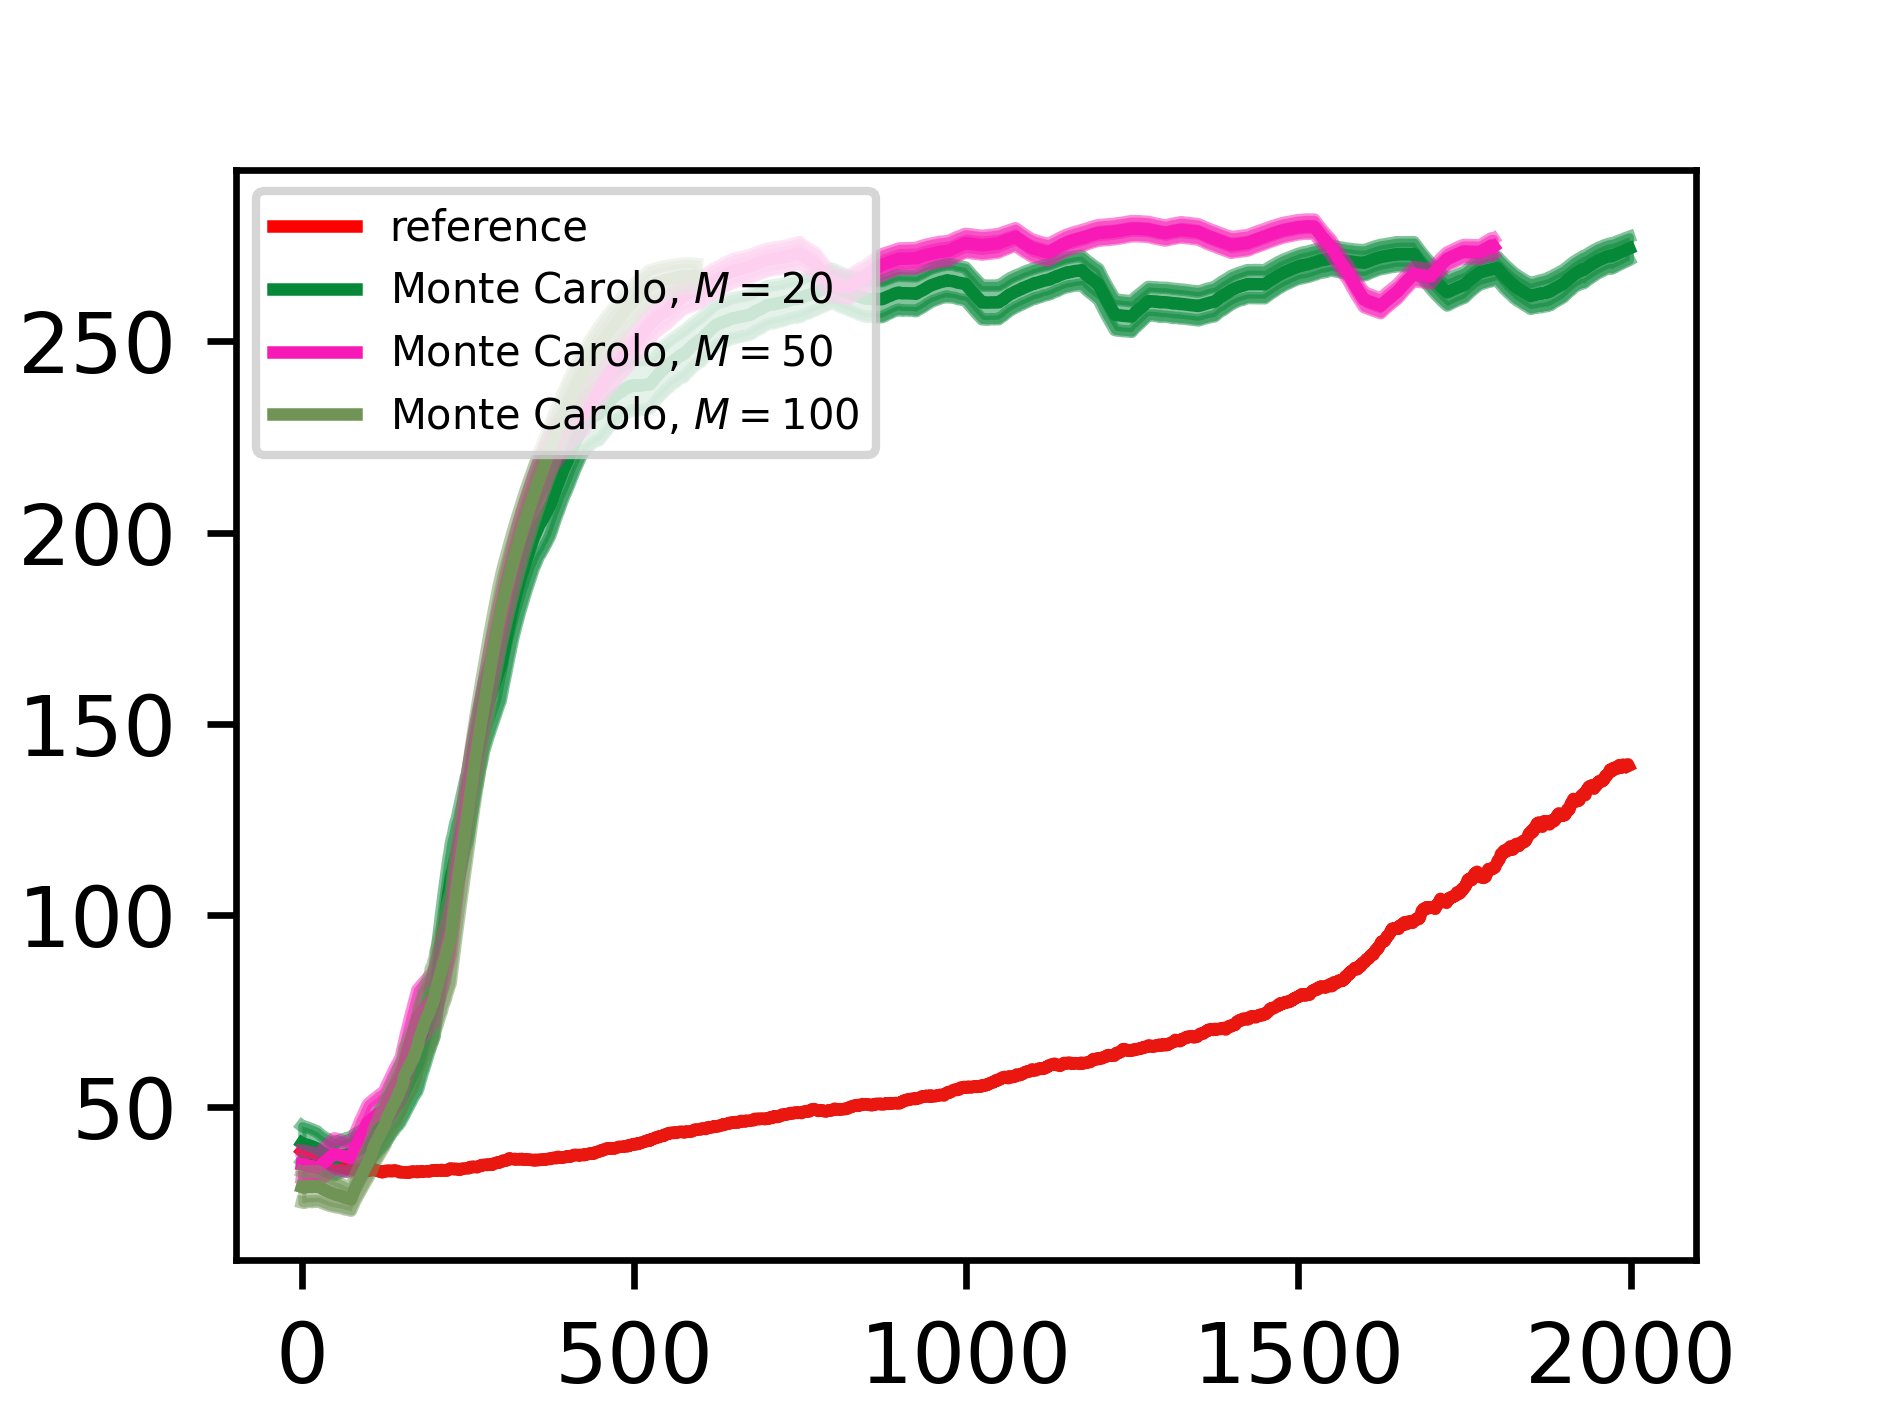 reference
Monte Carolo, M = 20
Monte Carolo, M = 50
Monte Carolo, M = 100
250
200
150
100
50
0 500 1000 1500 2000